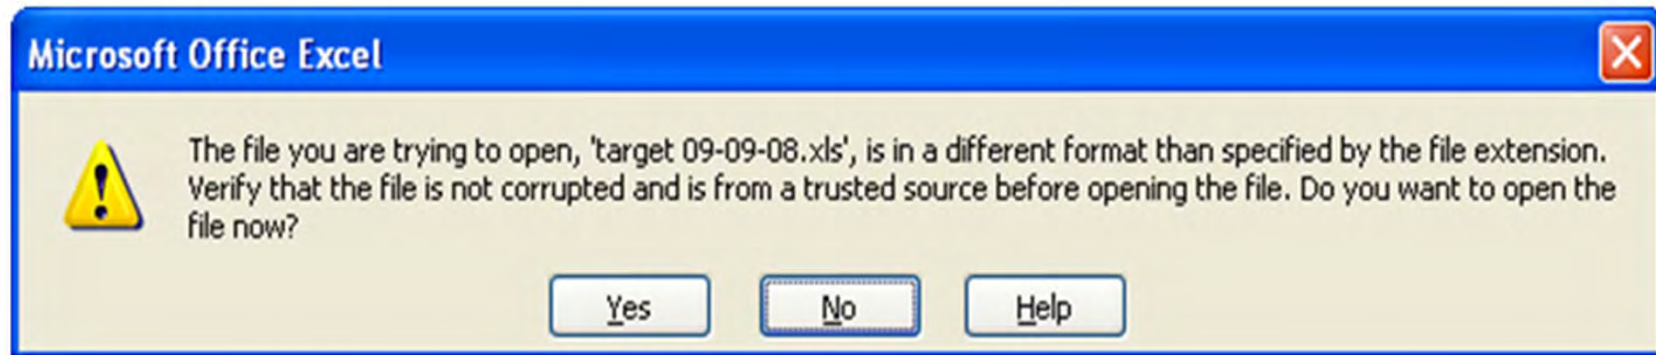 Microsoft Office Excel
The file you are trying to open, 'target 09-09-08.xls', is in a different format than specified by the file extension.
Verify that the file is not corrupted and is from a trusted source before opening the file. Do you want to open the
file now?
Yes No Help